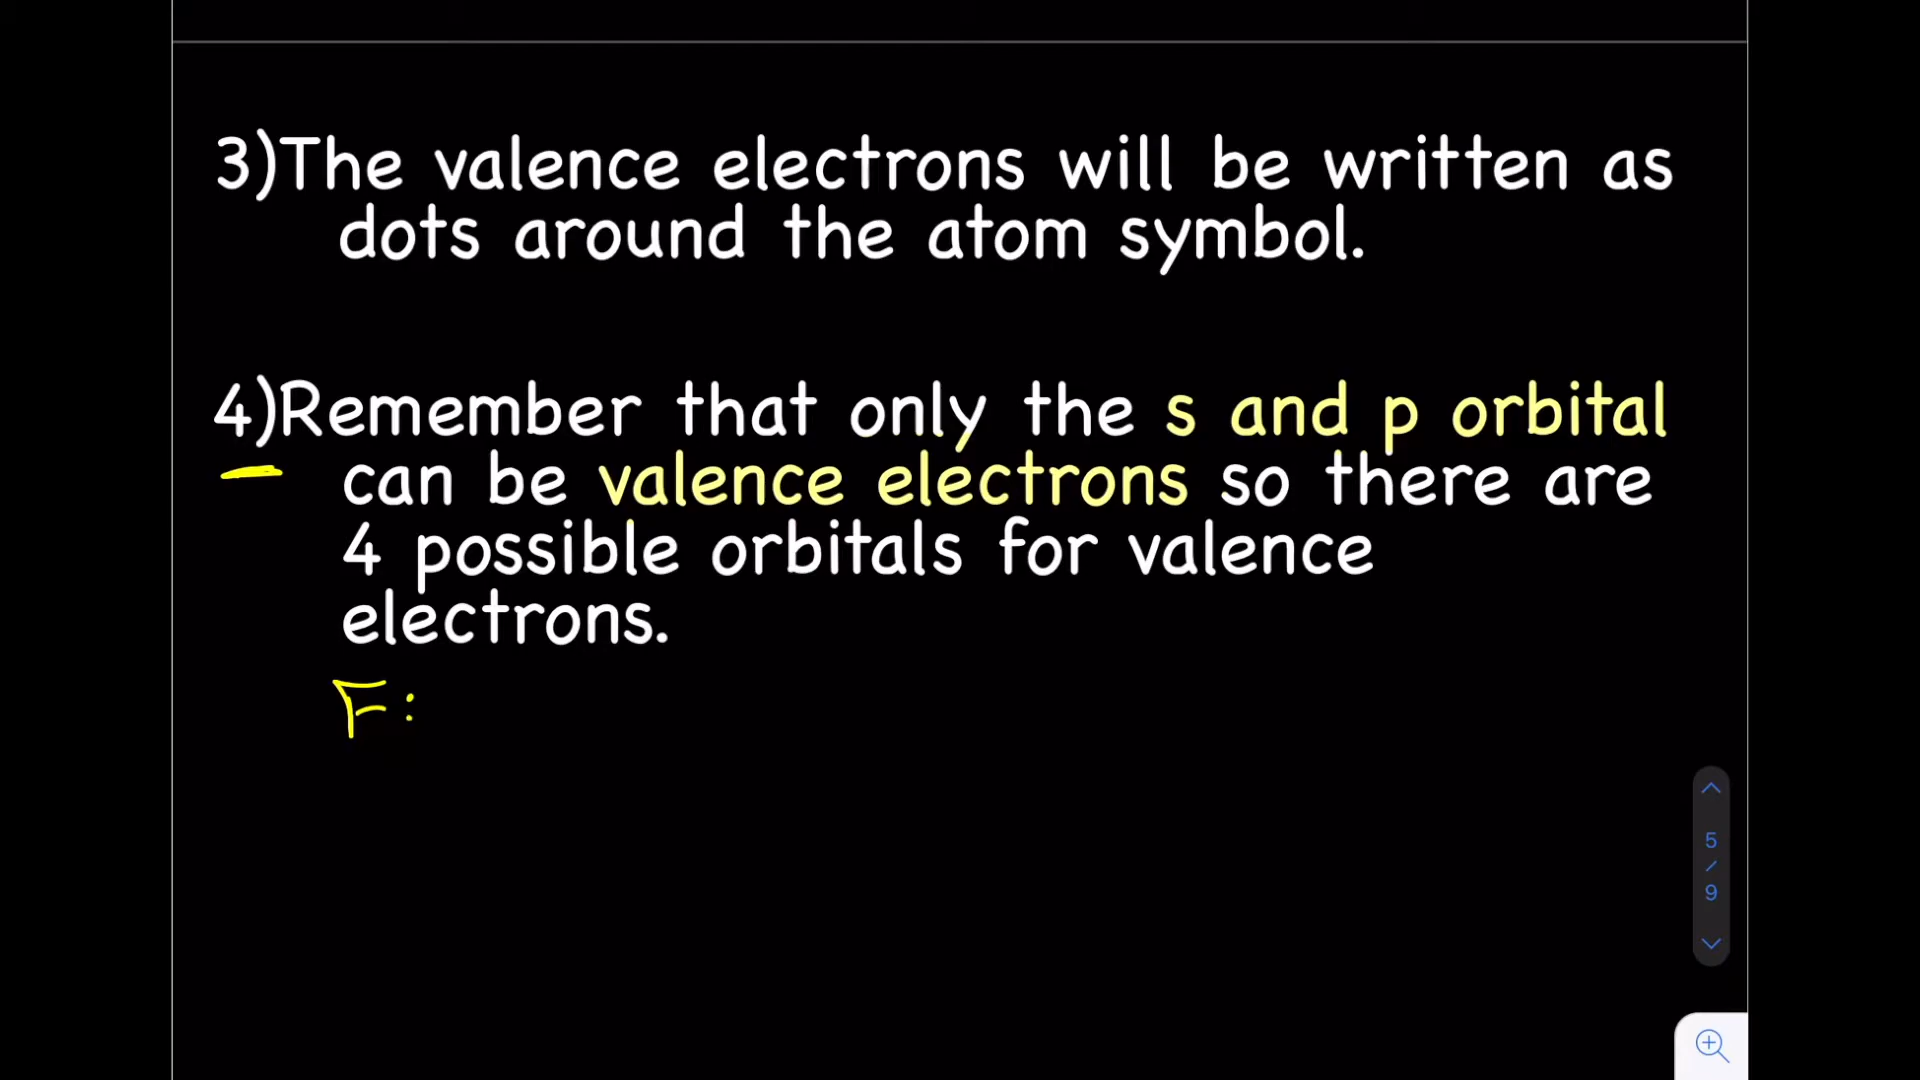 3)The valence electrons will be written as
dots around the atom symbol.
4)Remember that only the s and p orbital
can be valence electrons so there are
4 possible orbitals for valence
electrons.
F:
5
/
9